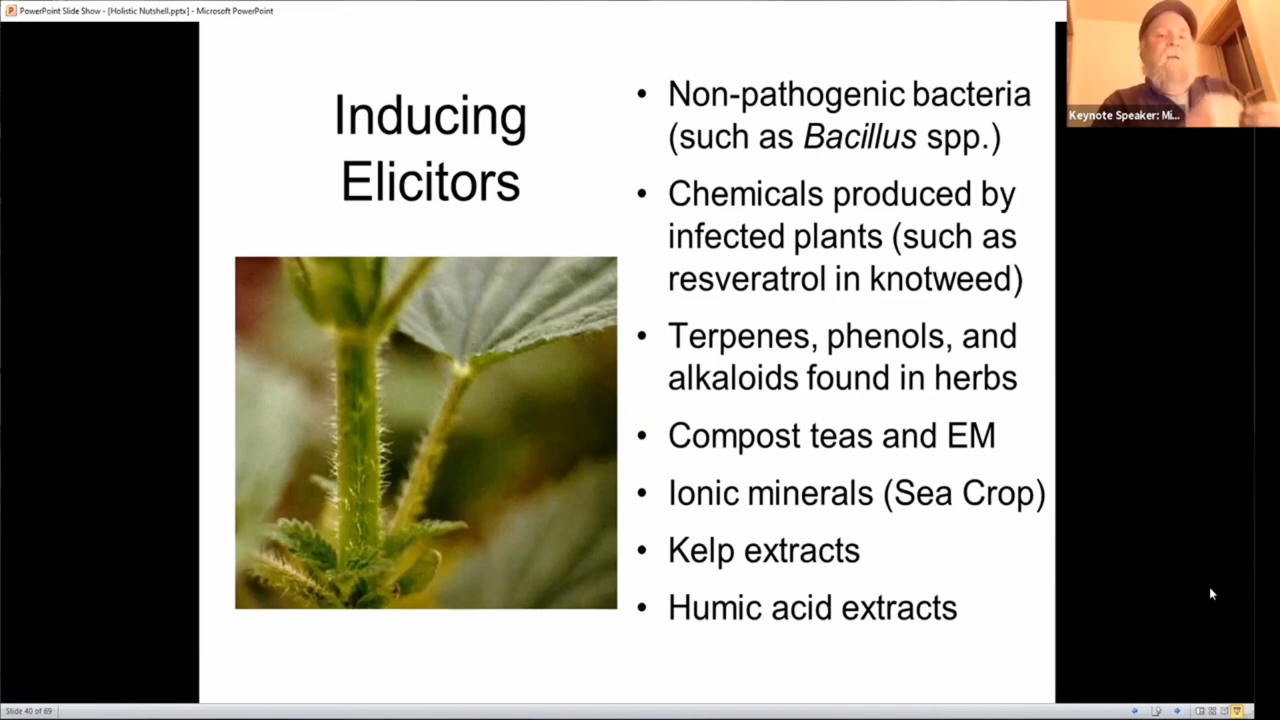 PowerPoint Slide Show - [Holistic Nutshell.pptx] - Microsoft PowerPoint
Keynote Speaker: Mi...
Inducing
Elicitors
• Non-pathogenic bacteria
(such as Bacillus spp.)
• Chemicals produced by
infected plants (such as
resveratrol in knotweed)
• Terpenes, phenols, and
alkaloids found in herbs
• Compost teas and EM
• Ionic minerals (Sea Crop)
• Kelp extracts
• Humic acid extracts
Slide 40 of 69